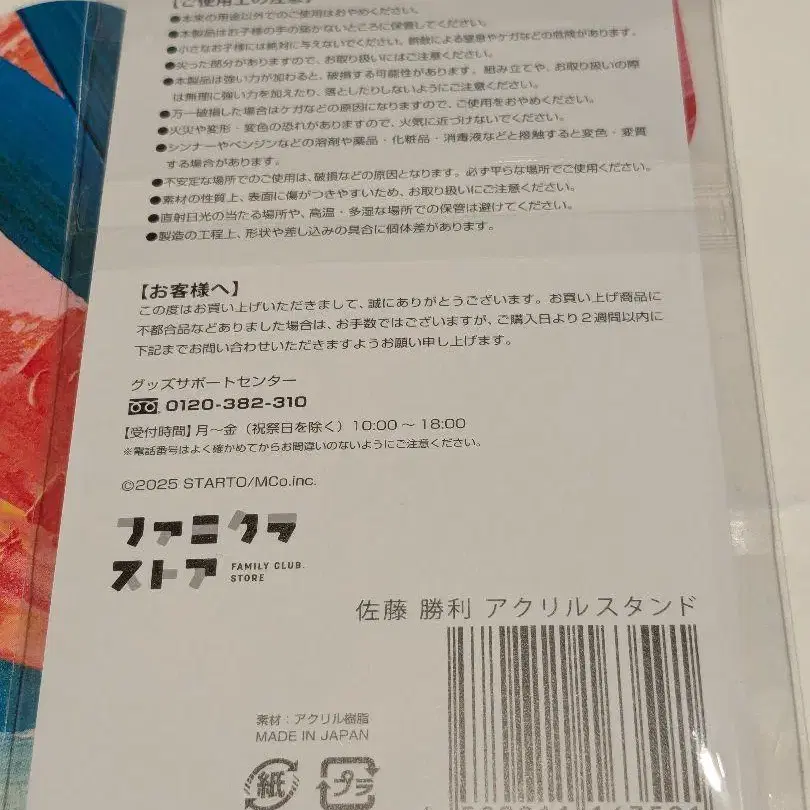 【ご使用上の注意】
●本来の用途以外でのご使用はおやめください。
●本製品はお子様の手の届かないところに保管してください。
●小さなお子様には絶対に与えないでください。誤飲による窒息やケガなどの危険があります。
●尖った部分がありますので、お取り扱いにはご注意ください。
●本製品は強い力が加わると、破損する可能性があります。組み立てや、お取り扱いの際
は無理に強い力を加えたり、落としたりしないようにご注意ください。
●万一破損した場合はケガなどの原因になりますので、ご使用をおやめください。
●火災や変形・変色の恐れがありますので、火気に近づけないでください。
●シンナーやベンジンなどの溶剤や薬品・化粧品・消毒液などと接触すると変色・変質
する場合があります。
●不安定な場所でのご使用は、破損などの原因となります。必ず平らな場所でご使用ください。
●素材の性質上、表面に傷がつきやすいため、お取り扱いにご注意ください。
●直射日光の当たる場所や、高温・多湿な場所での保管は避けてください。
●製造の工程上、形状や差し込みの具合に個体差があります。
【お客様へ】
この度はお買い上げいただきまして、誠にありがとうございます。お買い上げ商品に
不都合品などありました場合は、お手数ではございますが、ご購入日より2週間以内に
下記までお問い合わせいただきますようお願い申し上げます。
グッズサポートセンター
0120-382-310
【受付時間】月～金（祝祭日を除く）10:00～18:00
※電話番号はよく確かめてからお間違いのないようにご注意ください。
©2025 STARTO/MCo.inc.
ファミクラ
ストア
FAMILY CLUB.
STORE
佐藤 勝利 アクリルスタンド
素材：アクリル樹脂
MADE IN JAPAN
紙
プラ